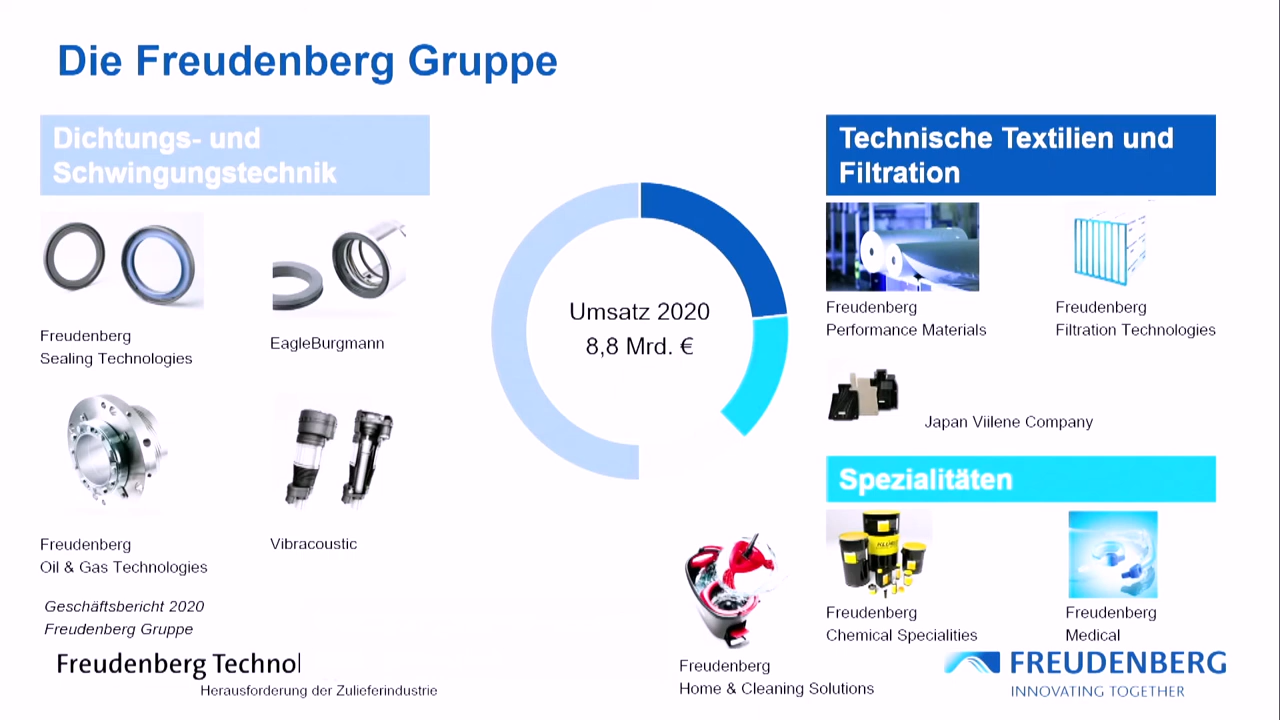 Die Freudenberg Gruppe
Dichtungs- und
Schwingungstechnik
Freudenberg
Sealing Technologies
EagleBurgmann
Freudenberg
Oil & Gas Technologies
Vibracoustic
Umsatz 2020
8,8 Mrd. €
Technische Textilien und
Filtration
Freudenberg
Performance Materials
Freudenberg
Filtration Technologies
Japan Viilene Company
Spezialitäten
KLÜBER
Freudenberg
Chemical Specialities
Freudenberg
Medical
Freudenberg
Home & Cleaning Solutions
Geschäftsbericht 2020
Freudenberg Gruppe
Freudenberg Technol
Herausforderung der Zulieferindustrie
FREUDENBERG
INNOVATING TOGETHER